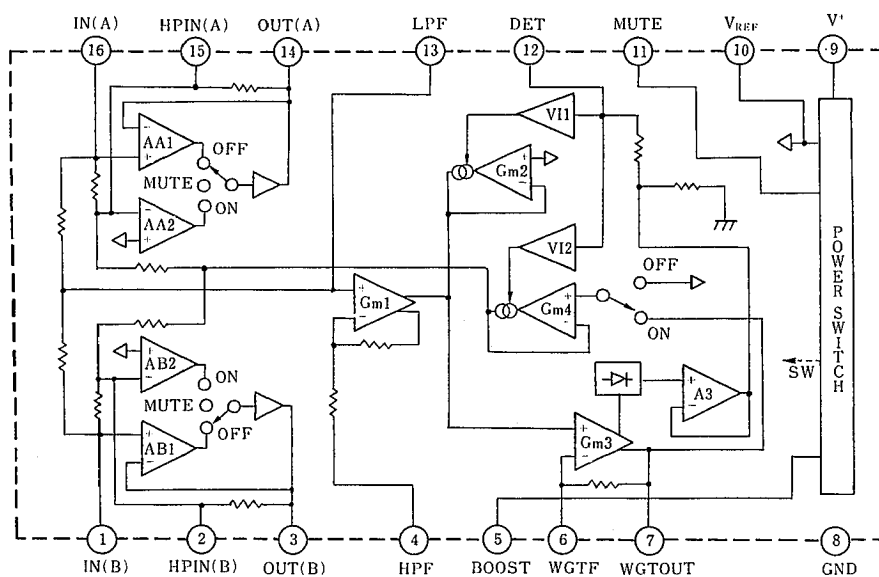 IN(A) HPIN(A) OUT(A) LPF DET MUTE VREF V+
16 15 14 13 12 11 10 9
VI1
AA1 OFF
Gm2
MUTE
AA2 ON
VI2
OFF
Gm1
Gm4
ON
POWER SWITCH
AB2 ON
MUTE
SW
A3
AB1 OFF
Gm3
1 2 3 4 5 6 7 8
IN(B) HPIN(B) OUT(B) HPF BOOST WGTF WGTOUT GND